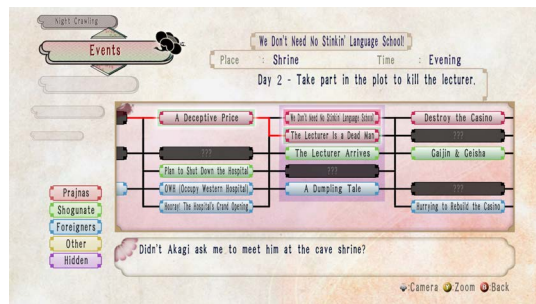 Night Crawling
Events
We Don't Need No Stinkin' Language School!
Place : Shrine Time : Evening
Day 2 - Take part in the plot to kill the lecturer.
A Deceptive Price We Don't Need No Stinkin' Language School! Destroy the Casino
The Lecturer Is a Dead Man ???
??? The Lecturer Arrives Gaijin & Geisha
Plan to Shut Down the Hospital ???
OWH (Occupy Western Hospital) A Dumpling Tale ???
Hooray! The Hospital's Grand Opening Hurrying to Rebuild the Casino
Prajnas
Shogunate
Foreigners
Other
Hidden
Didn't Akagi ask me to meet him at the cave shrine?
:Camera Y:Zoom B:Back